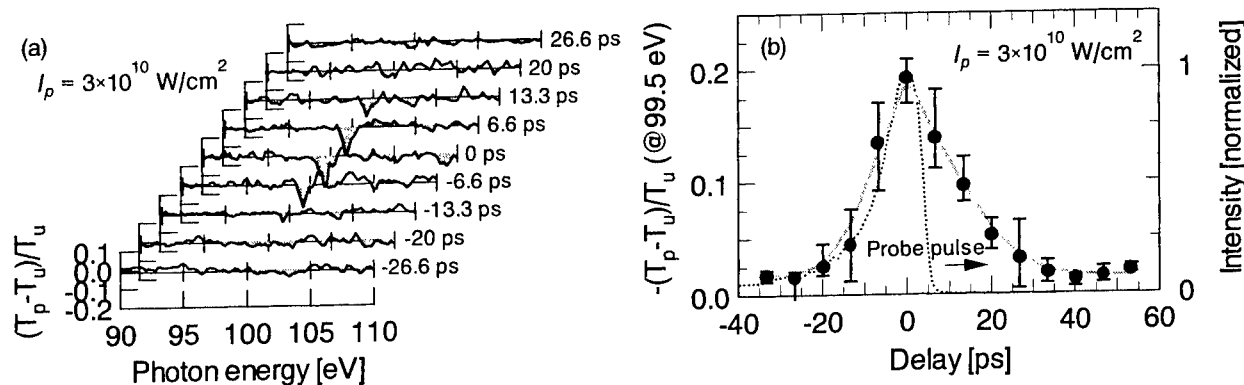 (a)
I_p = 3×10^10 W/cm^2
26.6 ps
20 ps
13.3 ps
6.6 ps
0 ps
-6.6 ps
-13.3 ps
-20 ps
-26.6 ps
(T_p-T_u)/T_u
0.1
0.0
-0.1
-0.2
90 95 100 105 110
Photon energy [eV]
(b)
I_p = 3×10^10 W/cm^2
-(T_p-T_u)/T_u (@99.5 eV)
0.2
0.1
0.0
Probe pulse
-40 -20 0 20 40 60
Delay [ps]
1
0
Intensity [normalized]